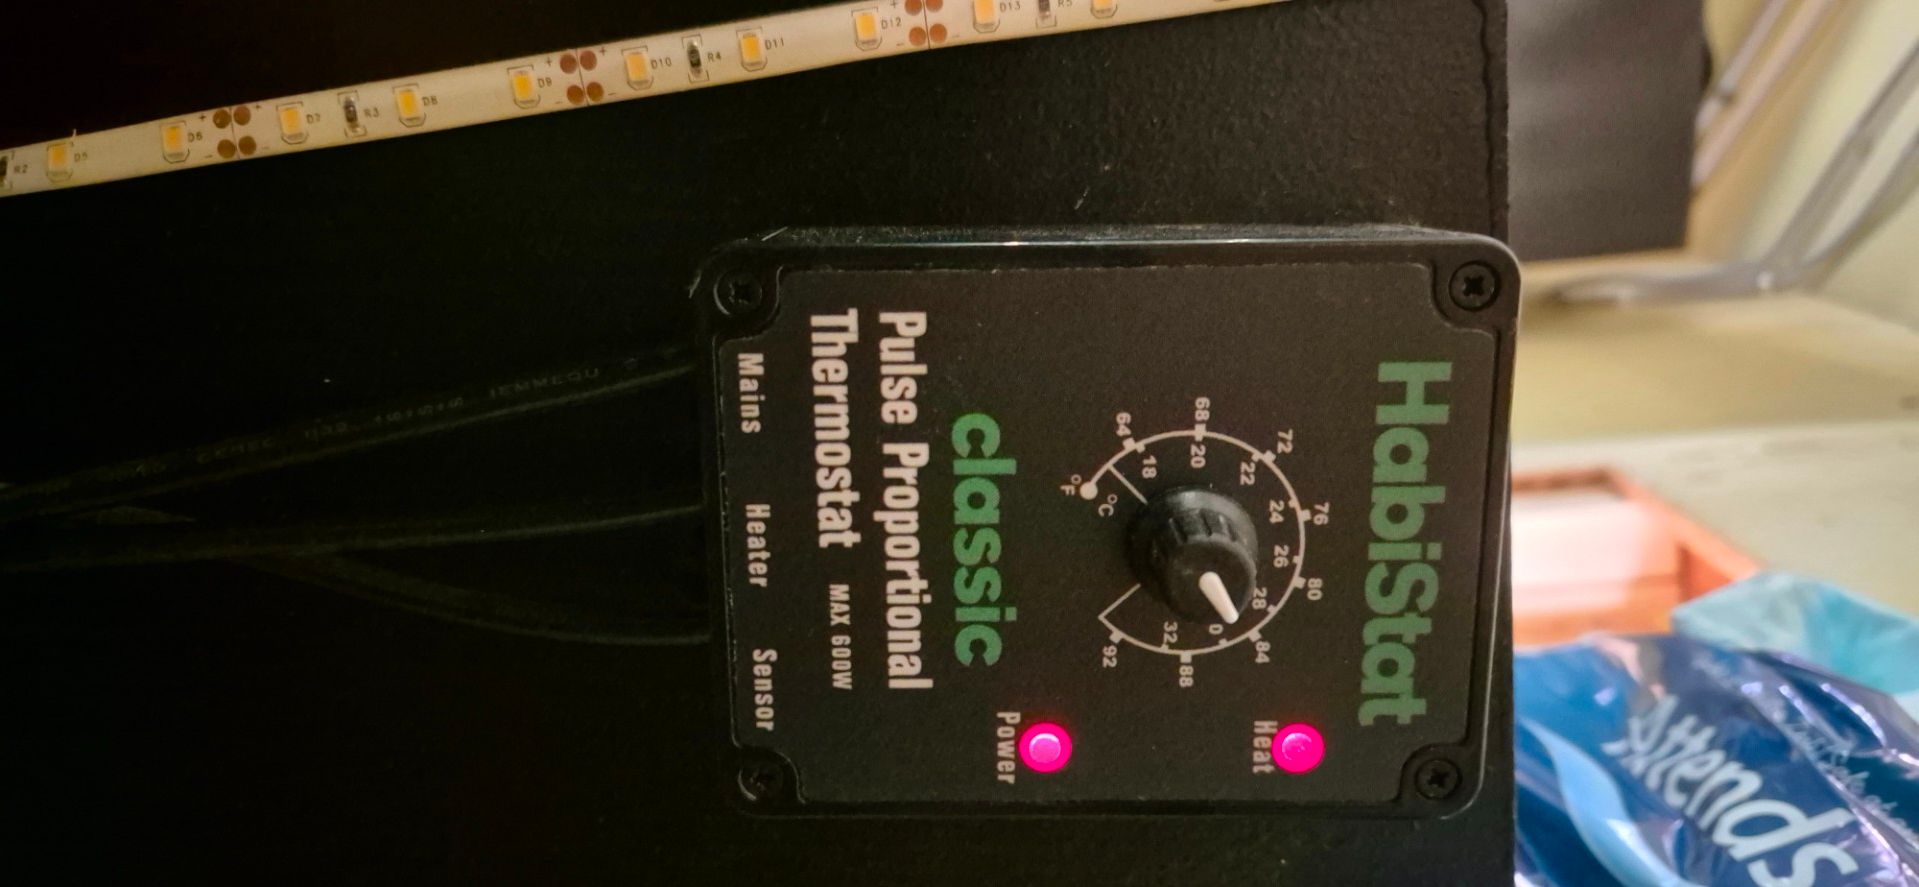 HabiStat
Heat
72 76 80 84
22 24 26 28
68 20 0 32 88
64 18 92
°C
°F
classic
Power
Pulse Proportional
Thermostat MAX 600W
Mains Heater Sensor
R2 D5 D6 D7 R3 D8 D9 D10 R4 D11 D12 D13 R5
Attends